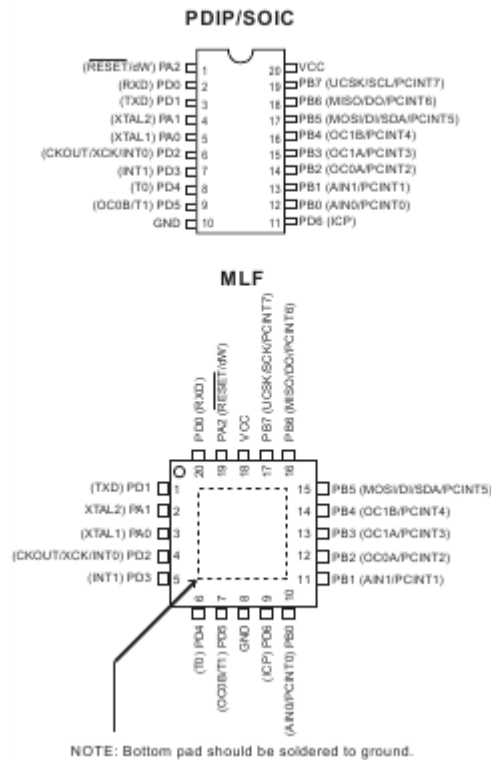 PDIP/SOIC
(RESET/dW) PA2 1
20 VCC
(RXD) PD0 2
19 PB7 (UCSK/SCL/PCINT7)
(TXD) PD1 3
18 PB6 (MISO/DO/PCINT6)
(XTAL2) PA1 4
17 PB5 (MOSI/DI/SDA/PCINT5)
(XTAL1) PA0 5
16 PB4 (OC1B/PCINT4)
(CKOUT/XCK/INT0) PD2 6
15 PB3 (OC1A/PCINT3)
(INT1) PD3 7
14 PB2 (OC0A/PCINT2)
(T0) PD4 8
13 PB1 (AIN1/PCINT1)
(OC0B/T1) PD5 9
12 PB0 (AIN0/PCINT0)
GND 10
11 PD6 (ICP)
MLF
PD0 (RXD)
PA2 (RESET/dW)
VCC
PB7 (UCSK/SCK/PCINT7)
PB6 (MISO/DO/PCINT6)
20 19 18 17 16
(TXD) PD1 1
15 PB5 (MOSI/DI/SDA/PCINT5)
XTAL2) PA1 2
14 PB4 (OC1B/PCINT4)
(XTAL1) PA0 3
13 PB3 (OC1A/PCINT3)
(CKOUT/XCK/INT0) PD2 4
12 PB2 (OC0A/PCINT2)
(INT1) PD3 5
11 PB1 (AIN1/PCINT1)
6 7 8 9 10
(T0) PD4
(OC0B/T1) PD5
GND
(ICP) PD6
(AIN0/PCINT0) PB0
NOTE: Bottom pad should be soldered to ground.